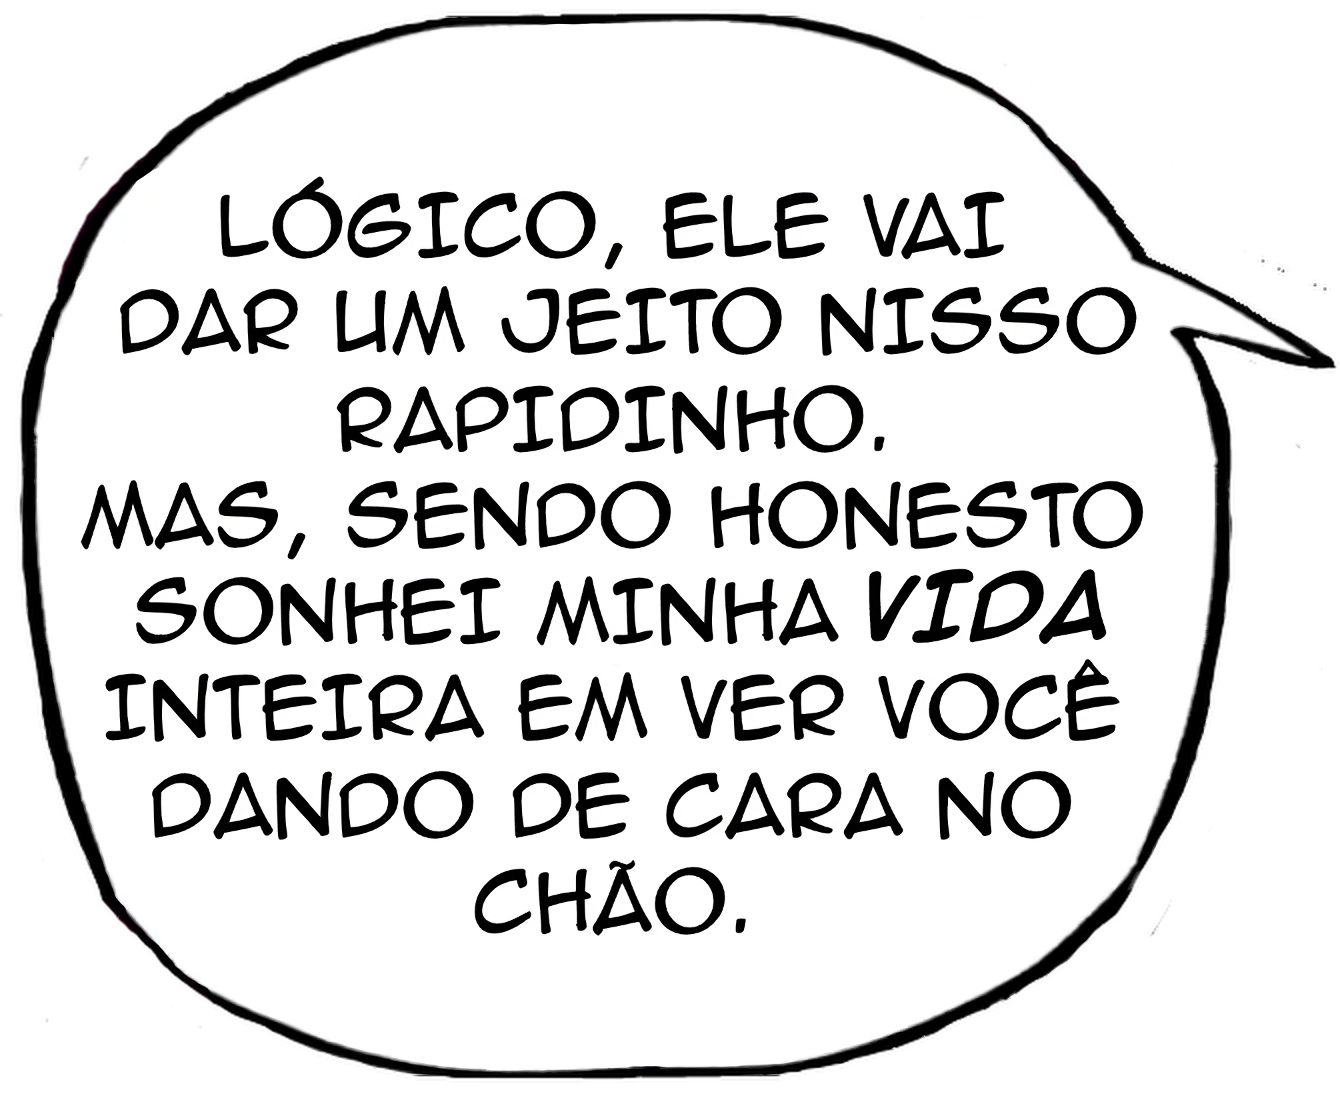 LÓGICO, ELE VAI
DAR UM JEITO NISSO
RAPIDINHO.
MAS, SENDO HONESTO
SONHEI MINHA VIDA
INTEIRA EM VER VOCÊ
DANDO DE CARA NO
CHÃO.